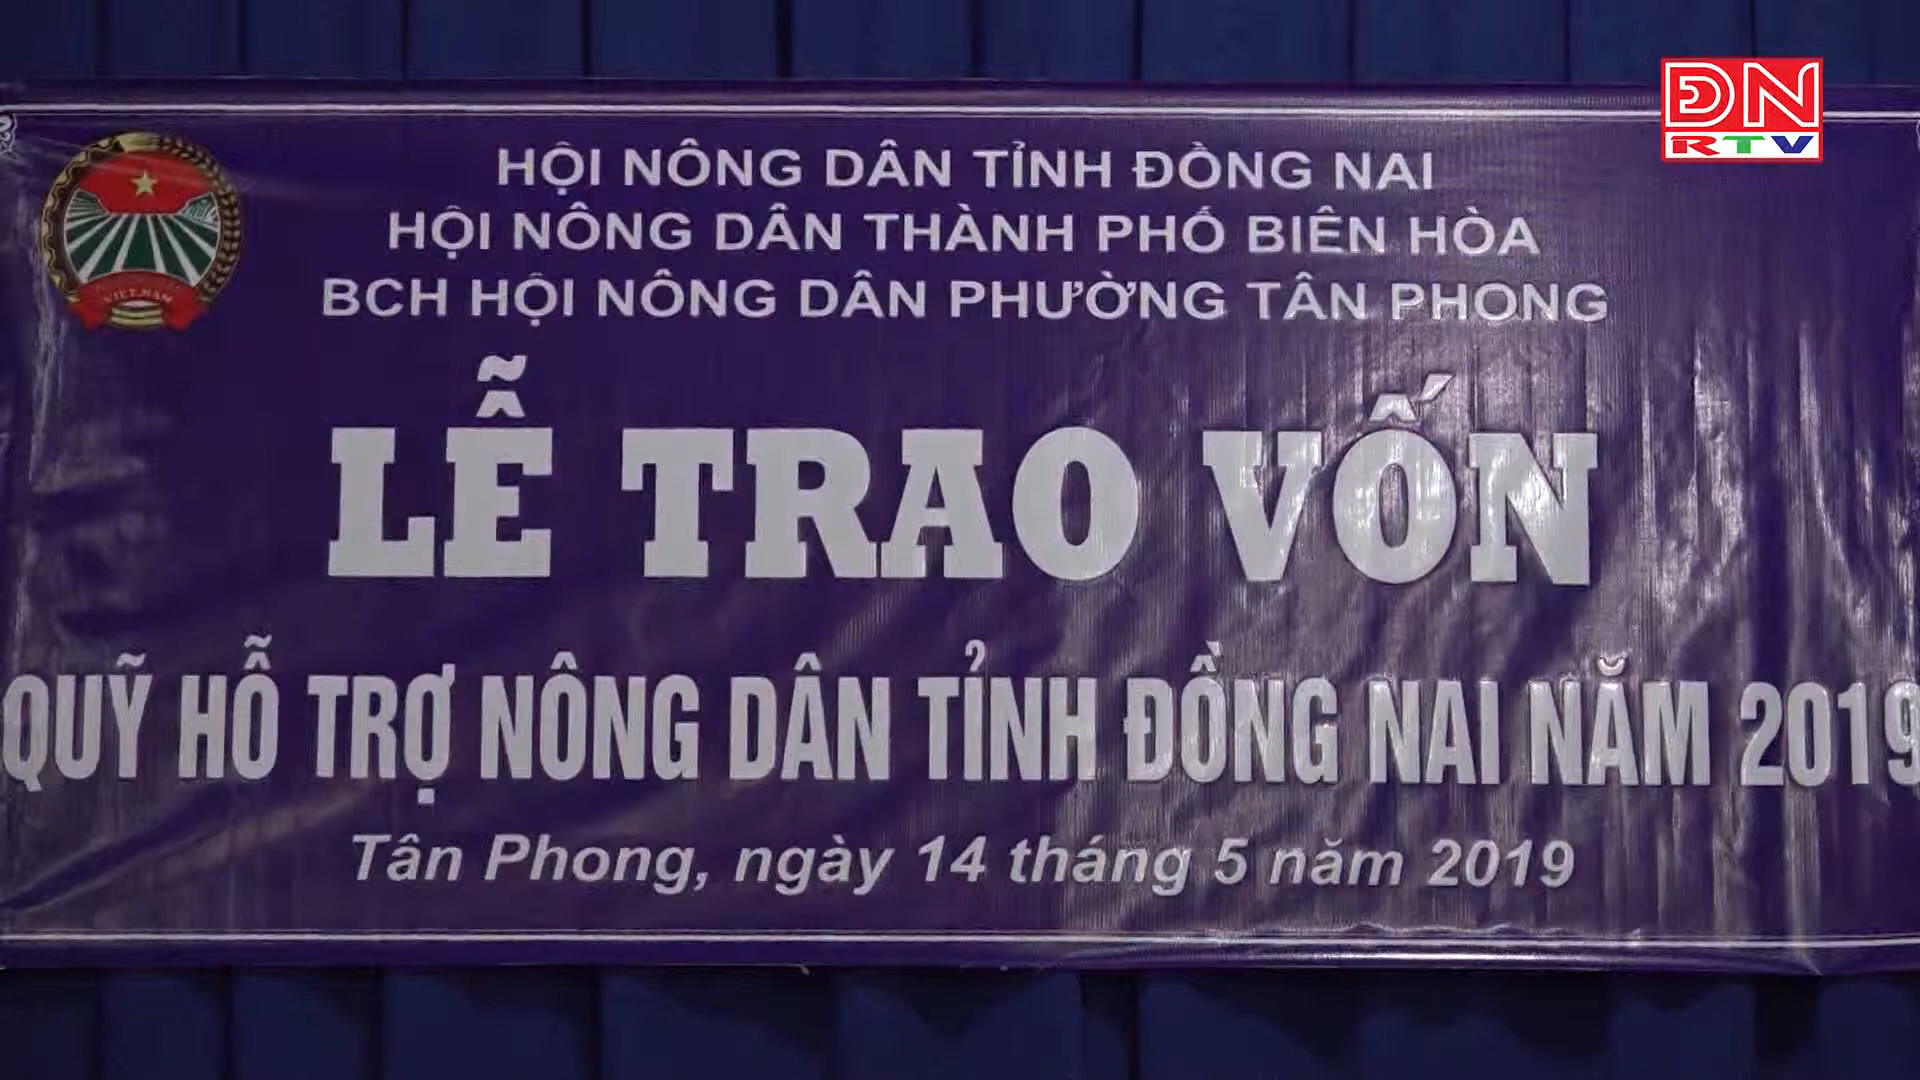 ĐN
RTV
HỘI NÔNG DÂN TỈNH ĐỒNG NAI
HỘI NÔNG DÂN THÀNH PHỐ BIÊN HÒA
BCH HỘI NÔNG DÂN PHƯỜNG TÂN PHONG
VIET NAM
LỄ TRAO VỐN
QUỸ HỖ TRỢ NÔNG DÂN TỈNH ĐỒNG NAI NĂM 2019
Tân Phong, ngày 14 tháng 5 năm 2019